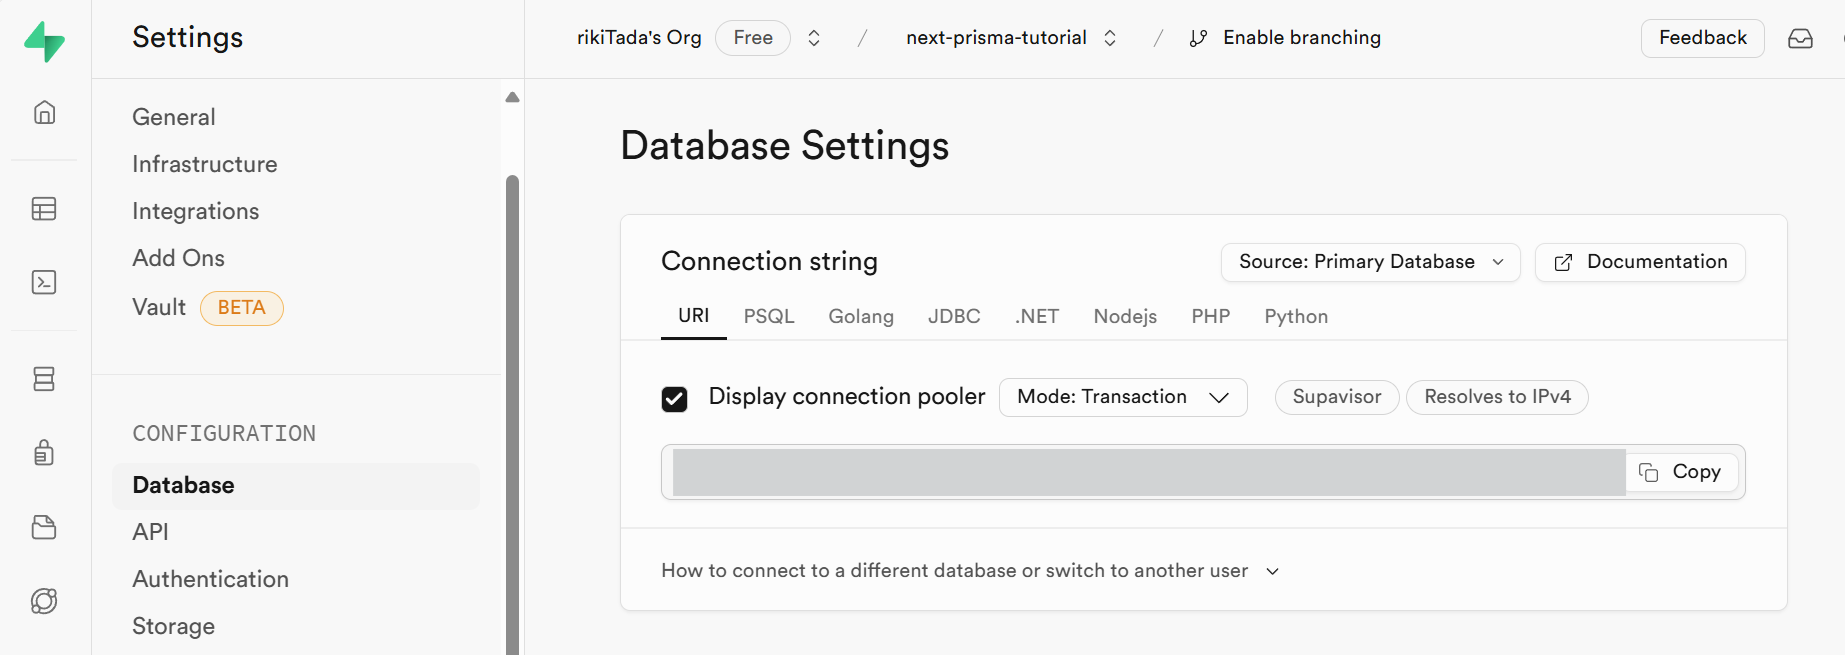 Settings
rikiTada's Org Free / next-prisma-tutorial / Enable branching Feedback
General
Infrastructure
Integrations
Add Ons
Vault BETA
CONFIGURATION
Database
API
Authentication
Storage
Database Settings
Connection string Source: Primary Database Documentation
URI PSQL Golang JDBC .NET Nodejs PHP Python
Display connection pooler Mode: Transaction Supavisor Resolves to IPv4
Copy
How to connect to a different database or switch to another user